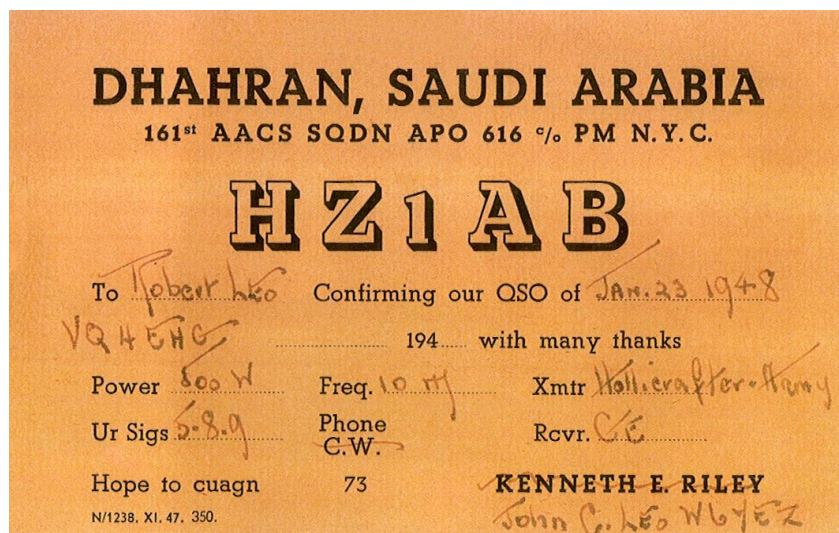 DHAHRAN, SAUDI ARABIA
161st AACS SQDN APO 616 c/o PM N.Y.C.
HZ1AB
To Robert Leo Confirming our QSO of JAN. 23 1948
VQ4EHG 194 with many thanks
Power 500 W Freq. 10 M Xmtr Hallicrafter-Army
Ur Sigs 5-8-9 Phone C.W. Rcvr.
Hope to cuagn 73 KENNETH E. RILEY
N/1238. XI. 47. 350. John C. LEO W6YEZ